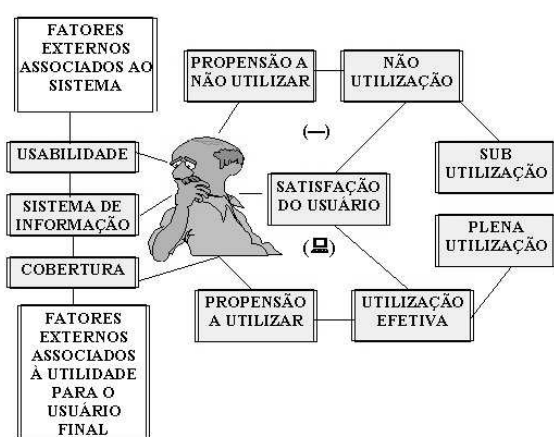 FATORES
EXTERNOS
ASSOCIADOS AO
SISTEMA
USABILIDADE
SISTEMA DE
INFORMAÇÃO
COBERTURA
FATORES
EXTERNOS
ASSOCIADOS
À UTILIDADE
PARA O
USUÁRIO
FINAL
PROPENSÃO A
NÃO UTILIZAR
NÃO
UTILIZAÇÃO
(—)
SUB
UTILIZAÇÃO
SATISFAÇÃO
DO USUÁRIO
PLENA
UTILIZAÇÃO
PROPENSÃO
A UTILIZAR
UTILIZAÇÃO
EFETIVA